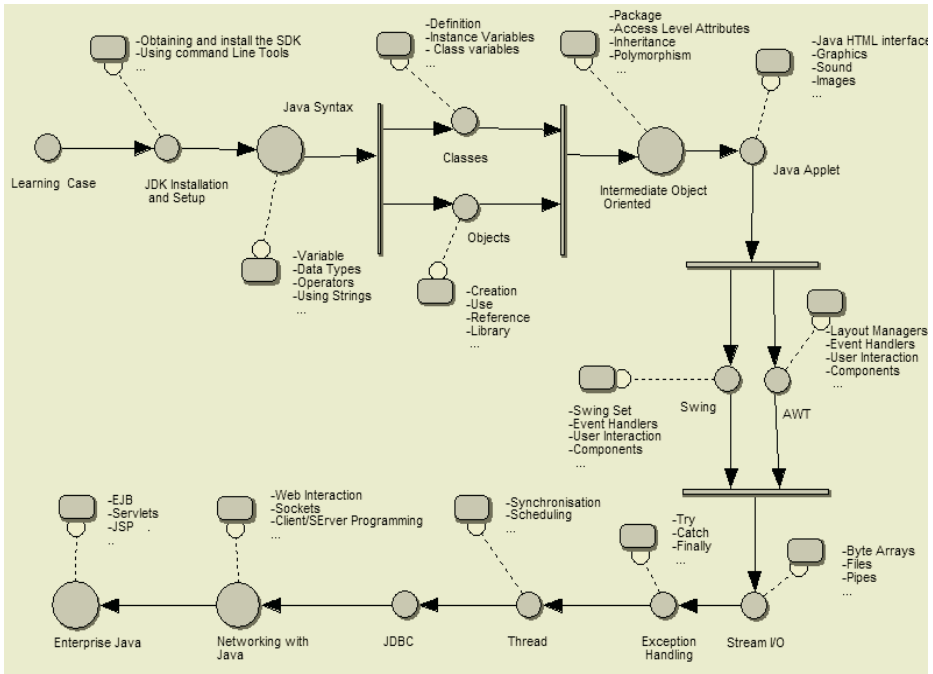 -Obtaining and install the SDK
-Using command Line Tools
...
-Definition
-Instance Variables
- Class variables
...
-Package
-Access Level Attributes
-Inheritance
-Polymorphism
...
-Java HTML interface
-Graphics
-Sound
-Images
...
Learning Case
JDK Installation
and Setup
Java Syntax
Classes
Objects
Intermediate Object
Oriented
Java Applet
-Variable
-Data Types
-Operators
-Using Strings
...
-Creation
-Use
-Reference
-Library
...
-Layout Managers
-Event Handlers
-User Interaction
-Components
...
Swing
AWT
-Swing Set
-Event Handlers
-User Interaction
-Components
...
-EJB
-Servlets
-JSP .
..
-Web Interaction
-Sockets
-Client/SErver Programming
...
-Synchronisation
-Scheduling
...
-Try
-Catch
-Finally
...
-Byte Arrays
-Files
-Pipes
...
Enterprise Java
Networking with
Java
JDBC
Thread
Exception
Handling
Stream I/O